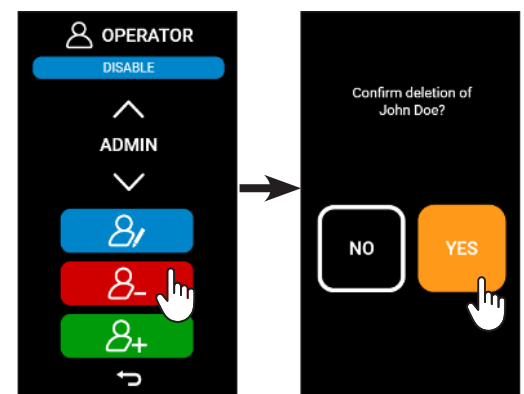 OPERATOR
DISABLE
ADMIN
Confirm deletion of
John Doe?
NO
YES